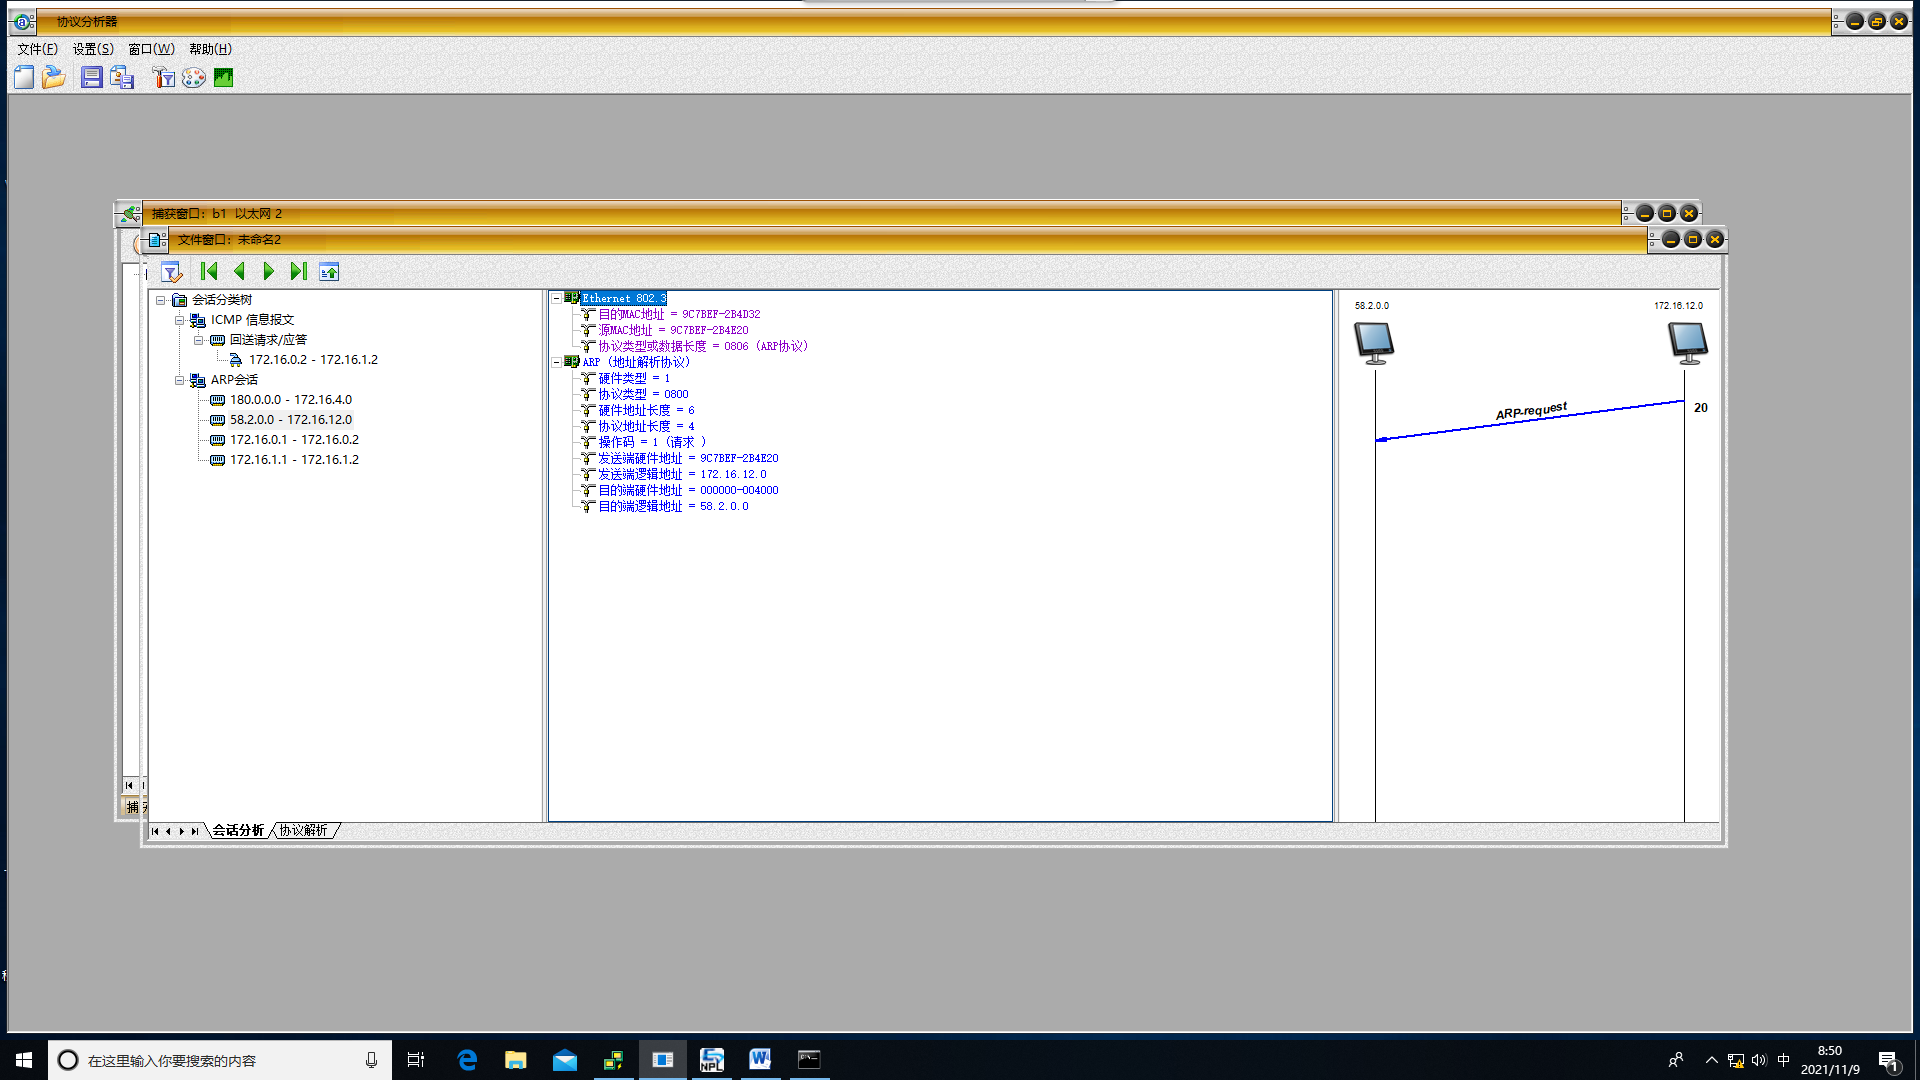 协议分析器
文件(F) 设置(S) 窗口(W) 帮助(H)
捕获窗口: b1 以太网 2
文件窗口: 未命名2
会话分类树
ICMP 信息报文
回送请求/应答
172.16.0.2 - 172.16.1.2
ARP会话
180.0.0.0 - 172.16.4.0
58.2.0.0 - 172.16.12.0
172.16.0.1 - 172.16.0.2
172.16.1.1 - 172.16.1.2
Ethernet 802.3
目的MAC地址 = 9C7BEF-2B4D32
源MAC地址 = 9C7BEF-2B4E20
协议类型或数据长度 = 0806 (ARP协议)
ARP (地址解析协议)
硬件类型 = 1
协议类型 = 0800
硬件地址长度 = 6
协议地址长度 = 4
操作码 = 1 (请求 )
发送端硬件地址 = 9C7BEF-2B4E20
发送端逻辑地址 = 172.16.12.0
目的端硬件地址 = 000000-004000
目的端逻辑地址 = 58.2.0.0
58.2.0.0
172.16.12.0
ARP-request
20
捕
会话分析 协议解析
在这里输入你要搜索的内容
NPL
中
8:50
2021/11/9
1